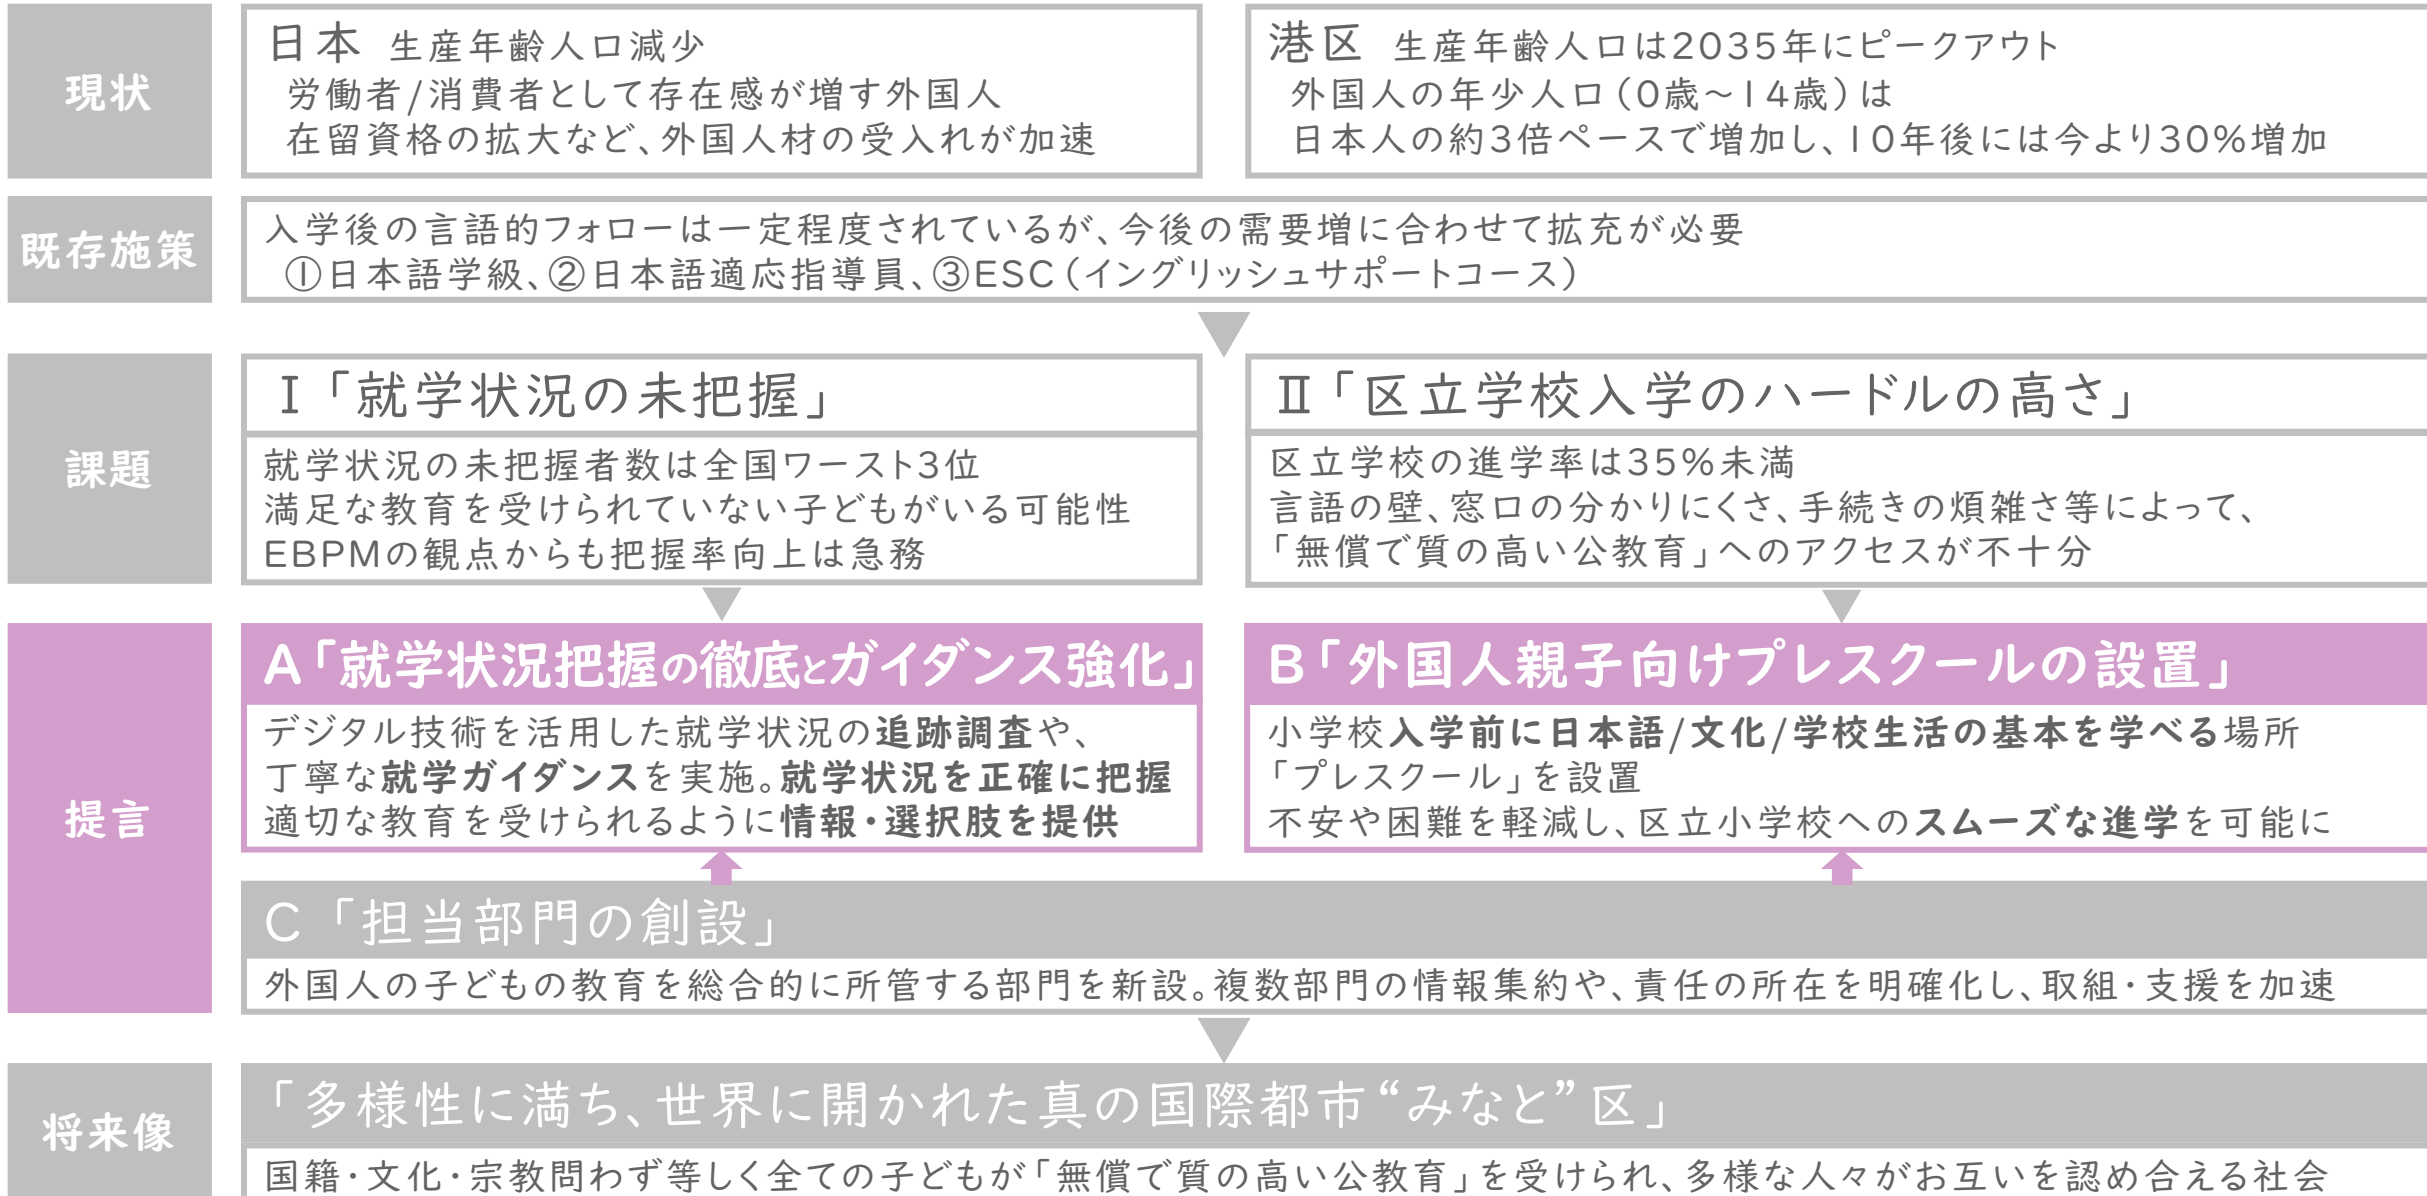 現状
日本 生産年齢人口減少
労働者/消費者として存在感が増す外国人
在留資格の拡大など、外国人材の受入れが加速
港区 生産年齢人口は2035年にピークアウト
外国人の年少人口(0歳~14歳)は
日本人の約3倍ペースで増加し、10年後には今より30%増加
既存施策
入学後の言語的フォローは一定程度されているが、今後の需要増に合わせて拡充が必要
①日本語学級、②日本語適応指導員、③ESC(イングリッシュサポートコース)
課題
Ⅰ「就学状況の未把握」
就学状況の未把握者数は全国ワースト3位
満足な教育を受けられていない子どもがいる可能性
EBPMの観点からも把握率向上は急務
Ⅱ「区立学校入学のハードルの高さ」
区立学校の進学率は35%未満
言語の壁、窓口の分かりにくさ、手続きの煩雑さ等によって、
「無償で質の高い公教育」へのアクセスが不十分
提言
A「就学状況把握の徹底とガイダンス強化」
デジタル技術を活用した就学状況の追跡調査や、
丁寧な就学ガイダンスを実施。就学状況を正確に把握
適切な教育を受けられるように情報・選択肢を提供
B「外国人親子向けプレスクールの設置」
小学校入学前に日本語/文化/学校生活の基本を学べる場所
「プレスクール」を設置
不安や困難を軽減し、区立小学校へのスムーズな進学を可能に
C「担当部門の創設」
外国人の子どもの教育を総合的に所管する部門を新設。複数部門の情報集約や、責任の所在を明確化し、取組・支援を加速
将来像
「多様性に満ち、世界に開かれた真の国際都市“みなと”区」
国籍・文化・宗教問わず等しく全ての子どもが「無償で質の高い公教育」を受けられ、多様な人々がお互いを認め合える社会